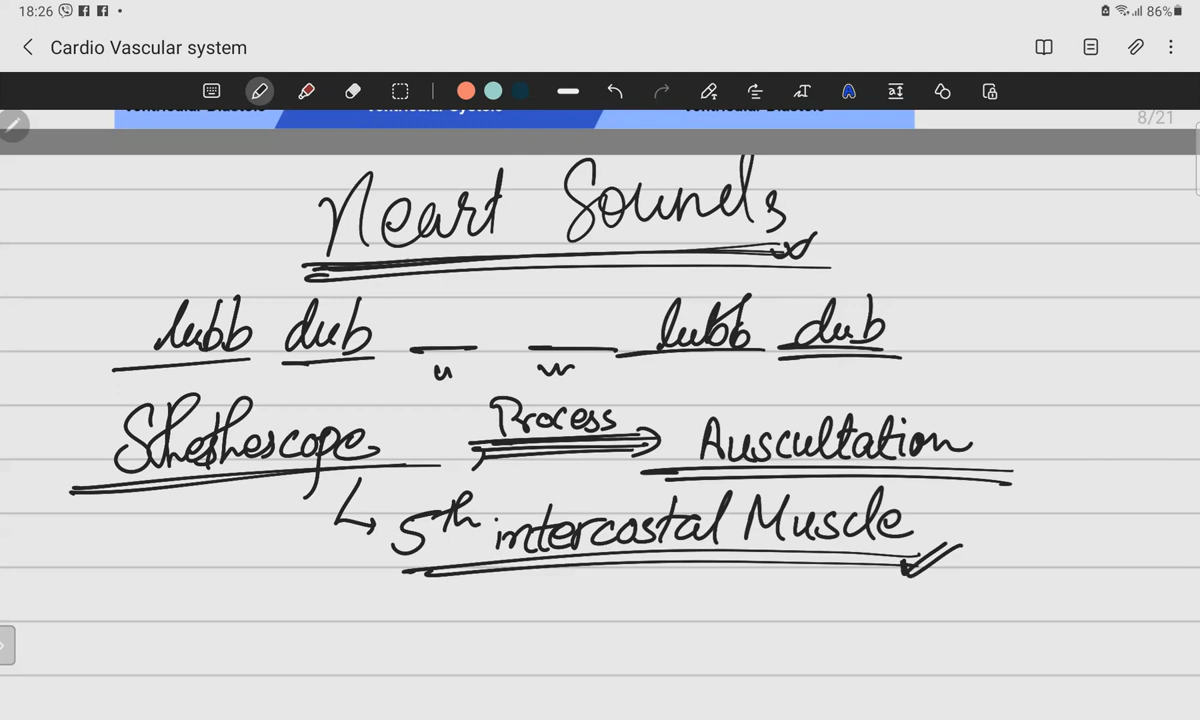 18:26 86%
Cardio Vascular system
8/21
Heart Sounds
lubb dub lubb dub
Sthethescope Process Auscultation
5th intercostal Muscle